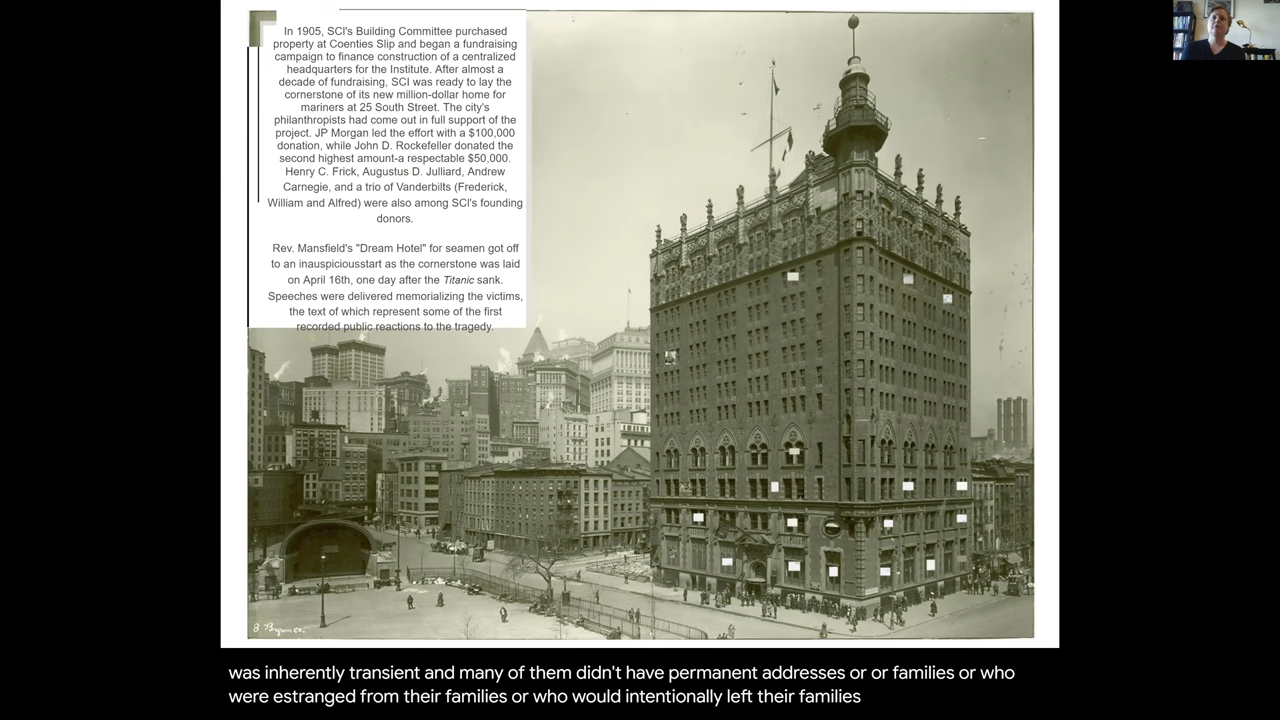 In 1905, SCI's Building Committee purchased
property at Coenties Slip and began a fundraising
campaign to finance construction of a centralized
headquarters for the Institute. After almost a
decade of fundraising, SCI was ready to lay the
cornerstone of its new million-dollar home for
mariners at 25 South Street. The city's
philanthropists had come out in full support of the
project. JP Morgan led the effort with a $100,000
donation, while John D. Rockefeller donated the
second highest amount-a respectable $50,000.
Henry C. Frick, Augustus D. Julliard, Andrew
Carnegie, and a trio of Vanderbilts (Frederick,
William and Alfred) were also among SCI's founding
donors.
Rev. Mansfield's "Dream Hotel" for seamen got off
to an inauspiciousstart as the cornerstone was laid
on April 16th, one day after the Titanic sank.
Speeches were delivered memorializing the victims,
the text of which represent some of the first
recorded public reactions to the tragedy.
was inherently transient and many of them didn't have permanent addresses or or families or who
were estranged from their families or who would intentionally left their families